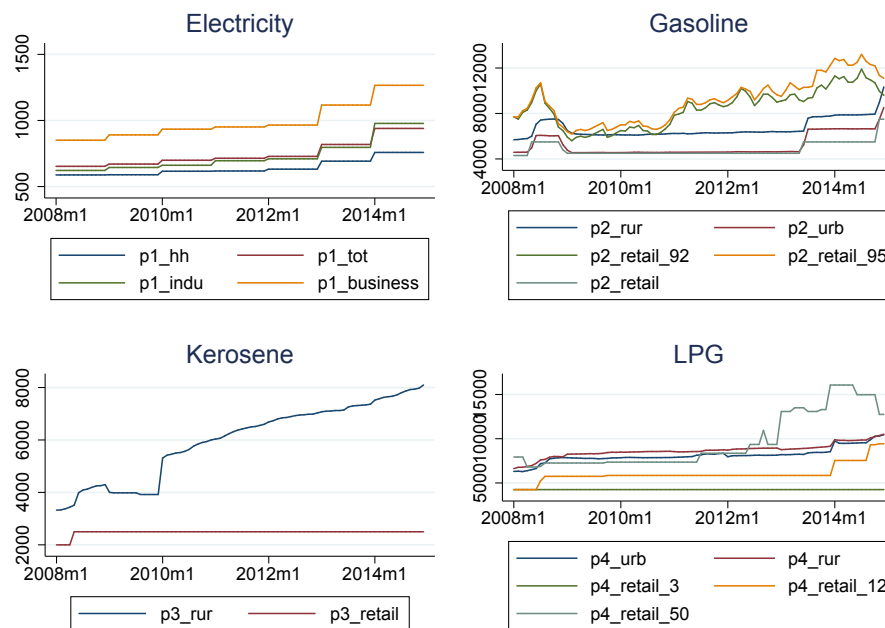 Electricity
1500
1000
500
2008m1 2010m1 2012m1 2014m1
p1_hh p1_tot
p1_indu p1_business
Gasoline
12000
8000
4000
2008m1 2010m1 2012m1 2014m1
p2_rur p2_urb
p2_retail_92 p2_retail_95
p2_retail
Kerosene
8000
6000
4000
2000
2008m1 2010m1 2012m1 2014m1
p3_rur p3_retail
LPG
15000
10000
5000
2008m1 2010m1 2012m1 2014m1
p4_urb p4_rur
p4_retail_3 p4_retail_12
p4_retail_50